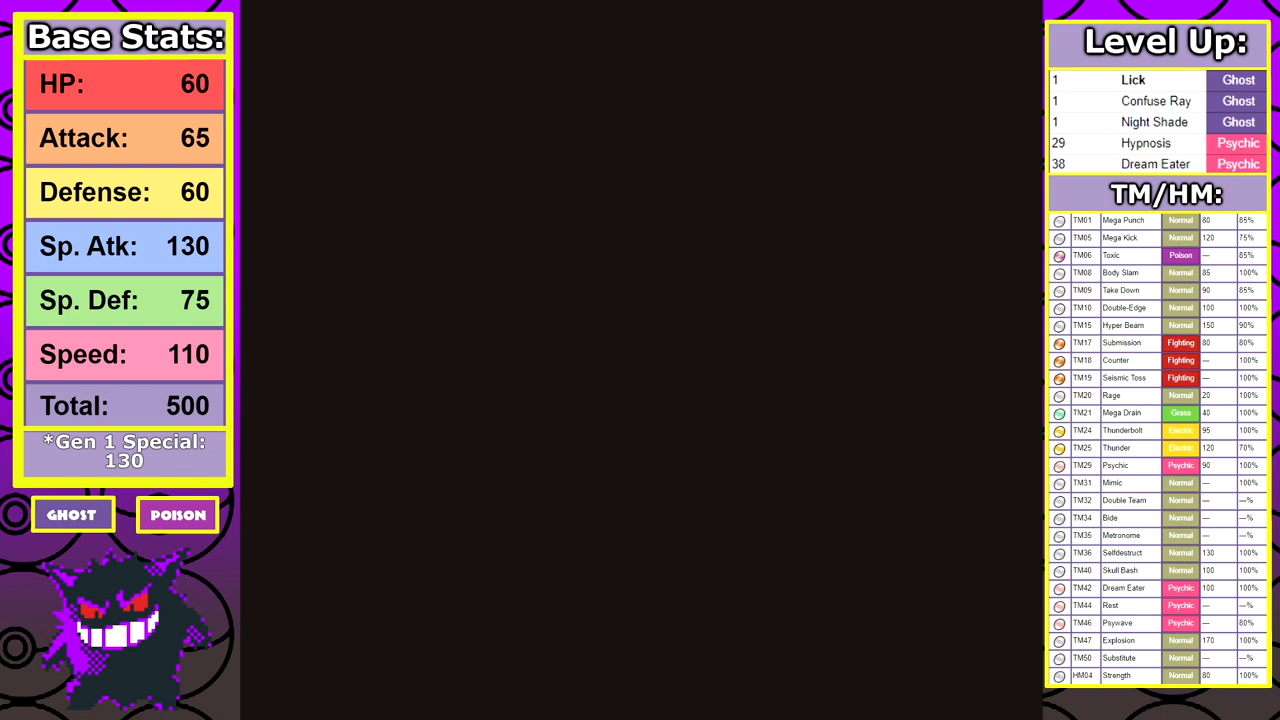 Base Stats:
HP: 60
Attack: 65
Defense: 60
Sp. Atk: 130
Sp. Def: 75
Speed: 110
Total: 500
*Gen 1 Special:
130
GHOST POISON
Level Up:
1 Lick Ghost
1 Confuse Ray Ghost
1 Night Shade Ghost
29 Hypnosis Psychic
38 Dream Eater Psychic
TM/HM:
TM01 Mega Punch Normal 80 85%
TM05 Mega Kick Normal 120 75%
TM06 Toxic Poison — 85%
TM08 Body Slam Normal 85 100%
TM09 Take Down Normal 90 85%
TM10 Double-Edge Normal 100 100%
TM15 Hyper Beam Normal 150 90%
TM17 Submission Fighting 80 80%
TM18 Counter Fighting — 100%
TM19 Seismic Toss Fighting — 100%
TM20 Rage Normal 20 100%
TM21 Mega Drain Grass 40 100%
TM24 Thunderbolt Electric 95 100%
TM25 Thunder Electric 120 70%
TM29 Psychic Psychic 90 100%
TM31 Mimic Normal — 100%
TM32 Double Team Normal — —%
TM34 Bide Normal — —%
TM35 Metronome Normal — —%
TM36 Selfdestruct Normal 130 100%
TM40 Skull Bash Normal 100 100%
TM42 Dream Eater Psychic 100 100%
TM44 Rest Psychic — —%
TM46 Psywave Psychic — 80%
TM47 Explosion Normal 170 100%
TM50 Substitute Normal — —%
HM04 Strength Normal 80 100%